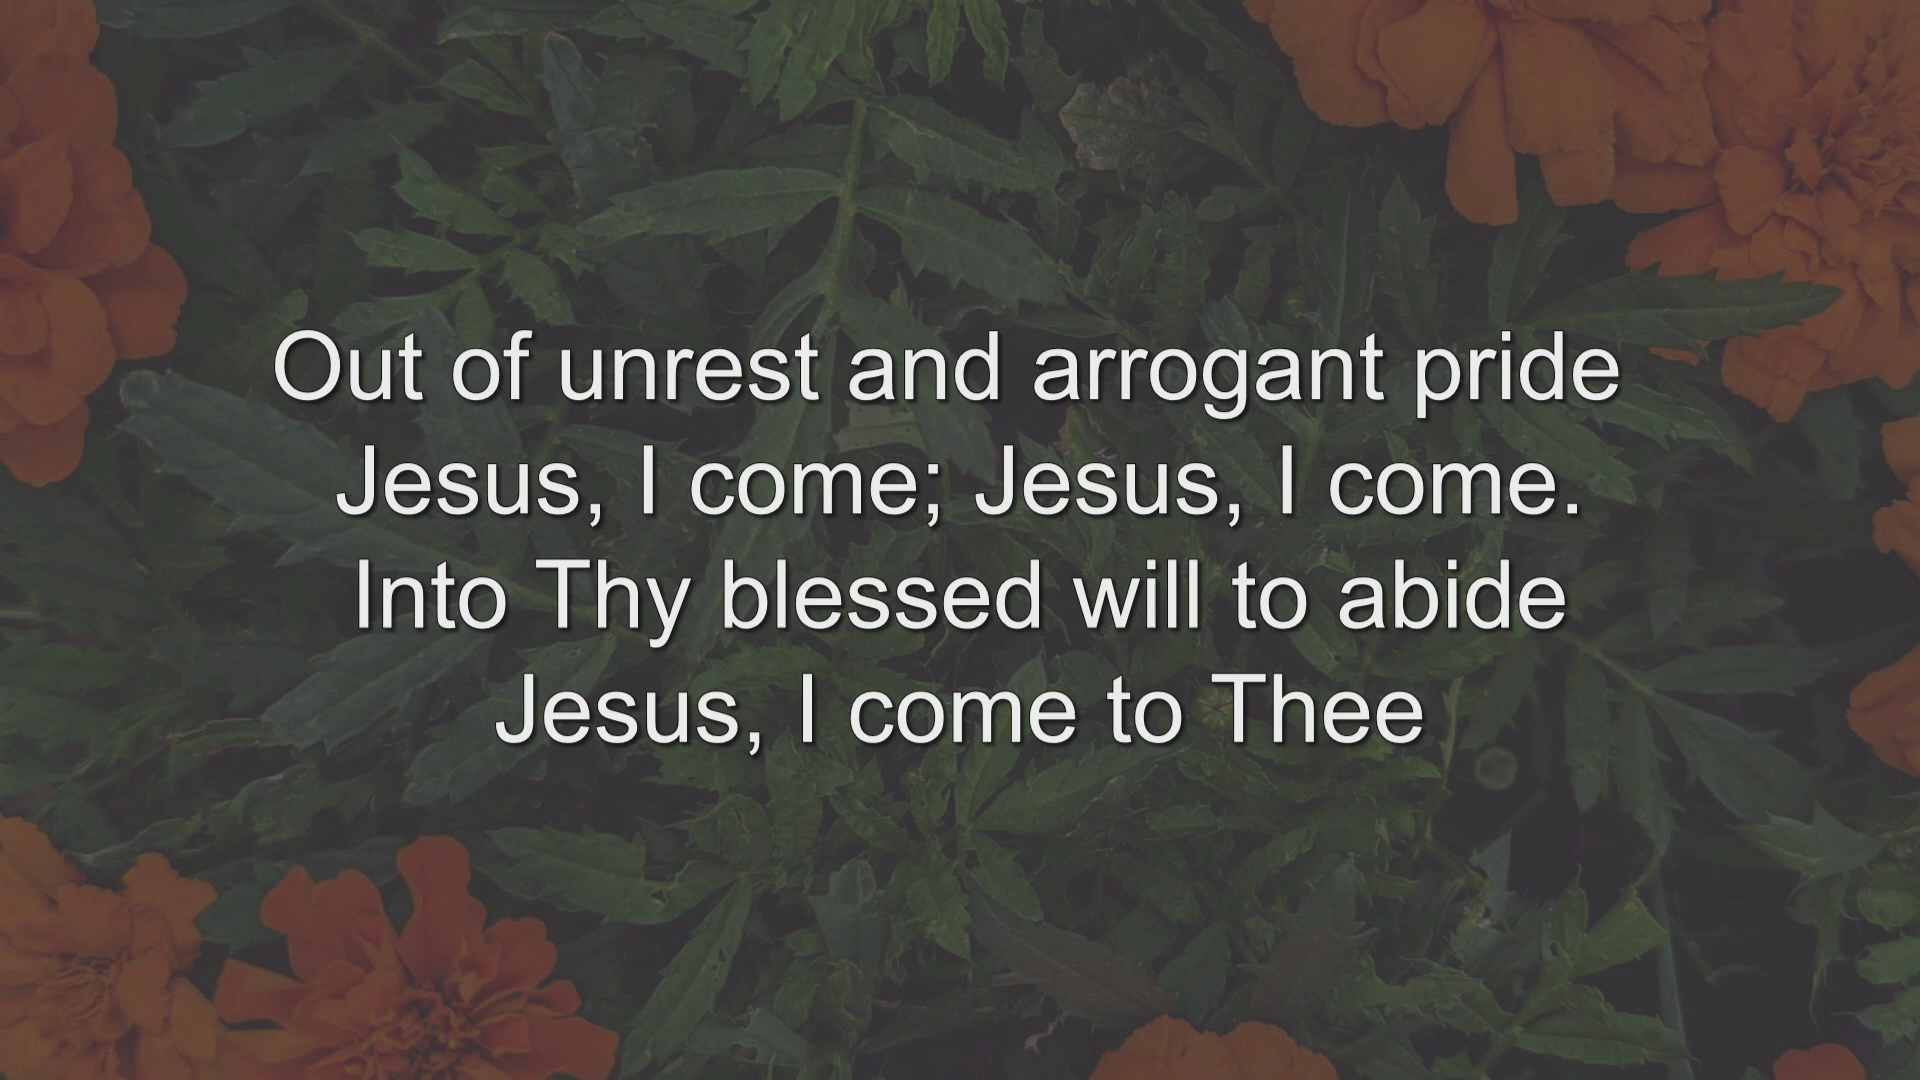 Out of unrest and arrogant pride
Jesus, I come; Jesus, I come.
Into Thy blessed will to abide
Jesus, I come to Thee